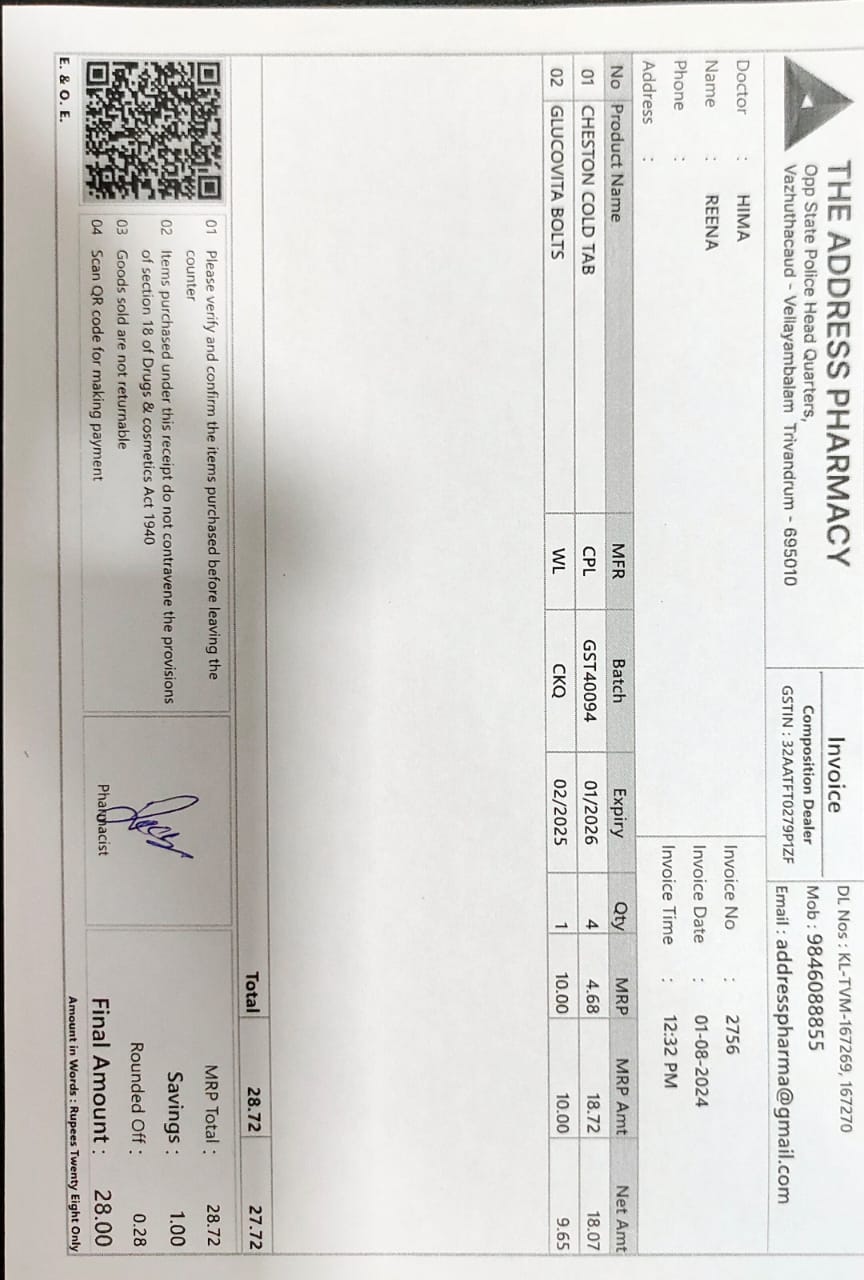 THE ADDRESS PHARMACY
Opp State Police Head Quarters,
Vazhuthacaud - Vellayambalam Trivandrum - 695010
Invoice
Composition Dealer
GSTIN : 32AATFT0279P1ZF
DL Nos : KL-TVM-167269, 167270
Mob : 9846088855
Email : addresspharma@gmail.com
Doctor : HIMA
Name : REENA
Phone :
Address :
Invoice No : 2756
Invoice Date : 01-08-2024
Invoice Time : 12:32 PM
No Product Name MFR Batch Expiry Qty MRP MRP Amt Net Amt
01 CHESTON COLD TAB CPL GST40094 01/2026 4 4.68 18.72 18.07
02 GLUCOVITA BOLTS WL CKQ 02/2025 1 10.00 10.00 9.65
Total 28.72 27.72
01 Please verify and confirm the items purchased before leaving the
counter
02 Items purchased under this receipt do not contravene the provisions
of section 18 of Drugs & cosmetics Act 1940
03 Goods sold are not returnable
04 Scan QR code for making payment
Pharmacist
MRP Total : 28.72
Savings : 1.00
Rounded Off : 0.28
Final Amount : 28.00
Amount in Words : Rupees Twenty Eight Only
E. & O. E.